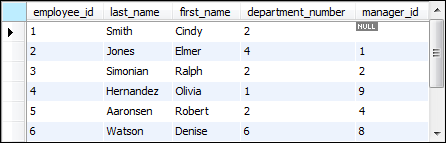 employee_id last_name first_name department_number manager_id
1 Smith Cindy 2 NULL
2 Jones Elmer 4 1
3 Simonian Ralph 2 2
4 Hernandez Olivia 1 9
5 Aaronsen Robert 2 4
6 Watson Denise 6 8